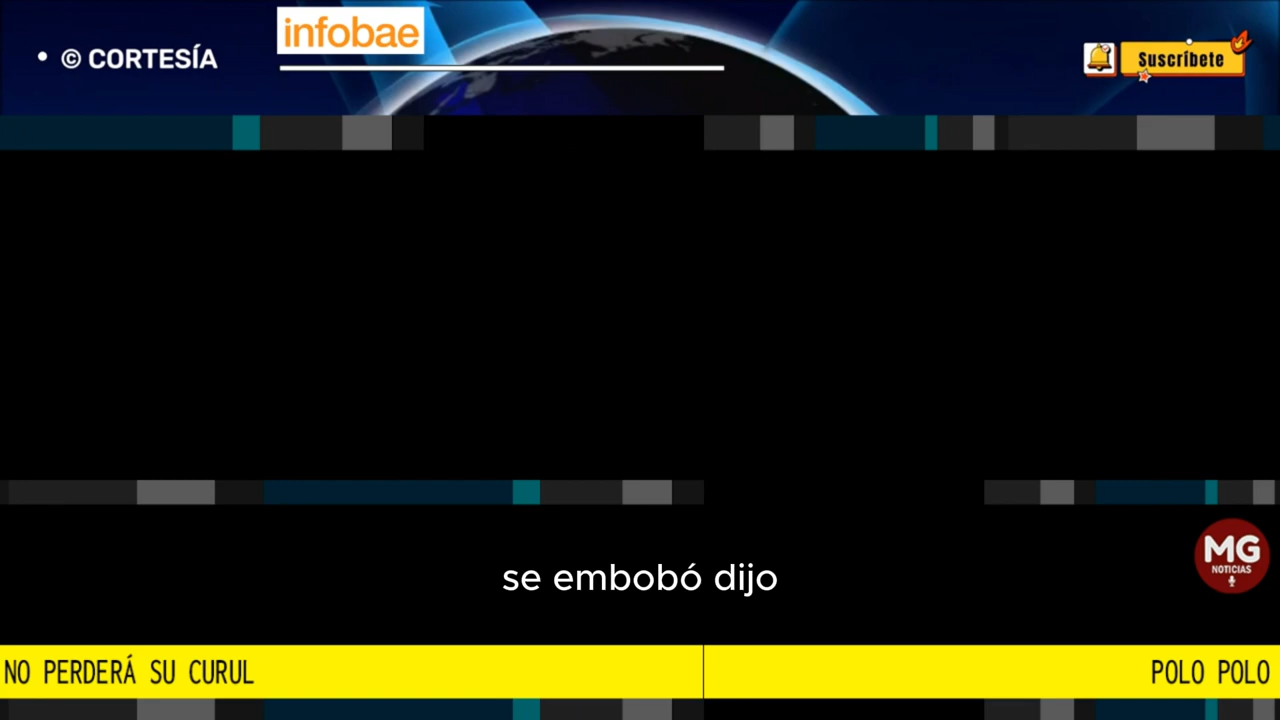 • © CORTESÍA
infobae
Suscríbete
se embobó dijo
MG
NOTICIAS
NO PERDERÁ SU CURUL
POLO POLO